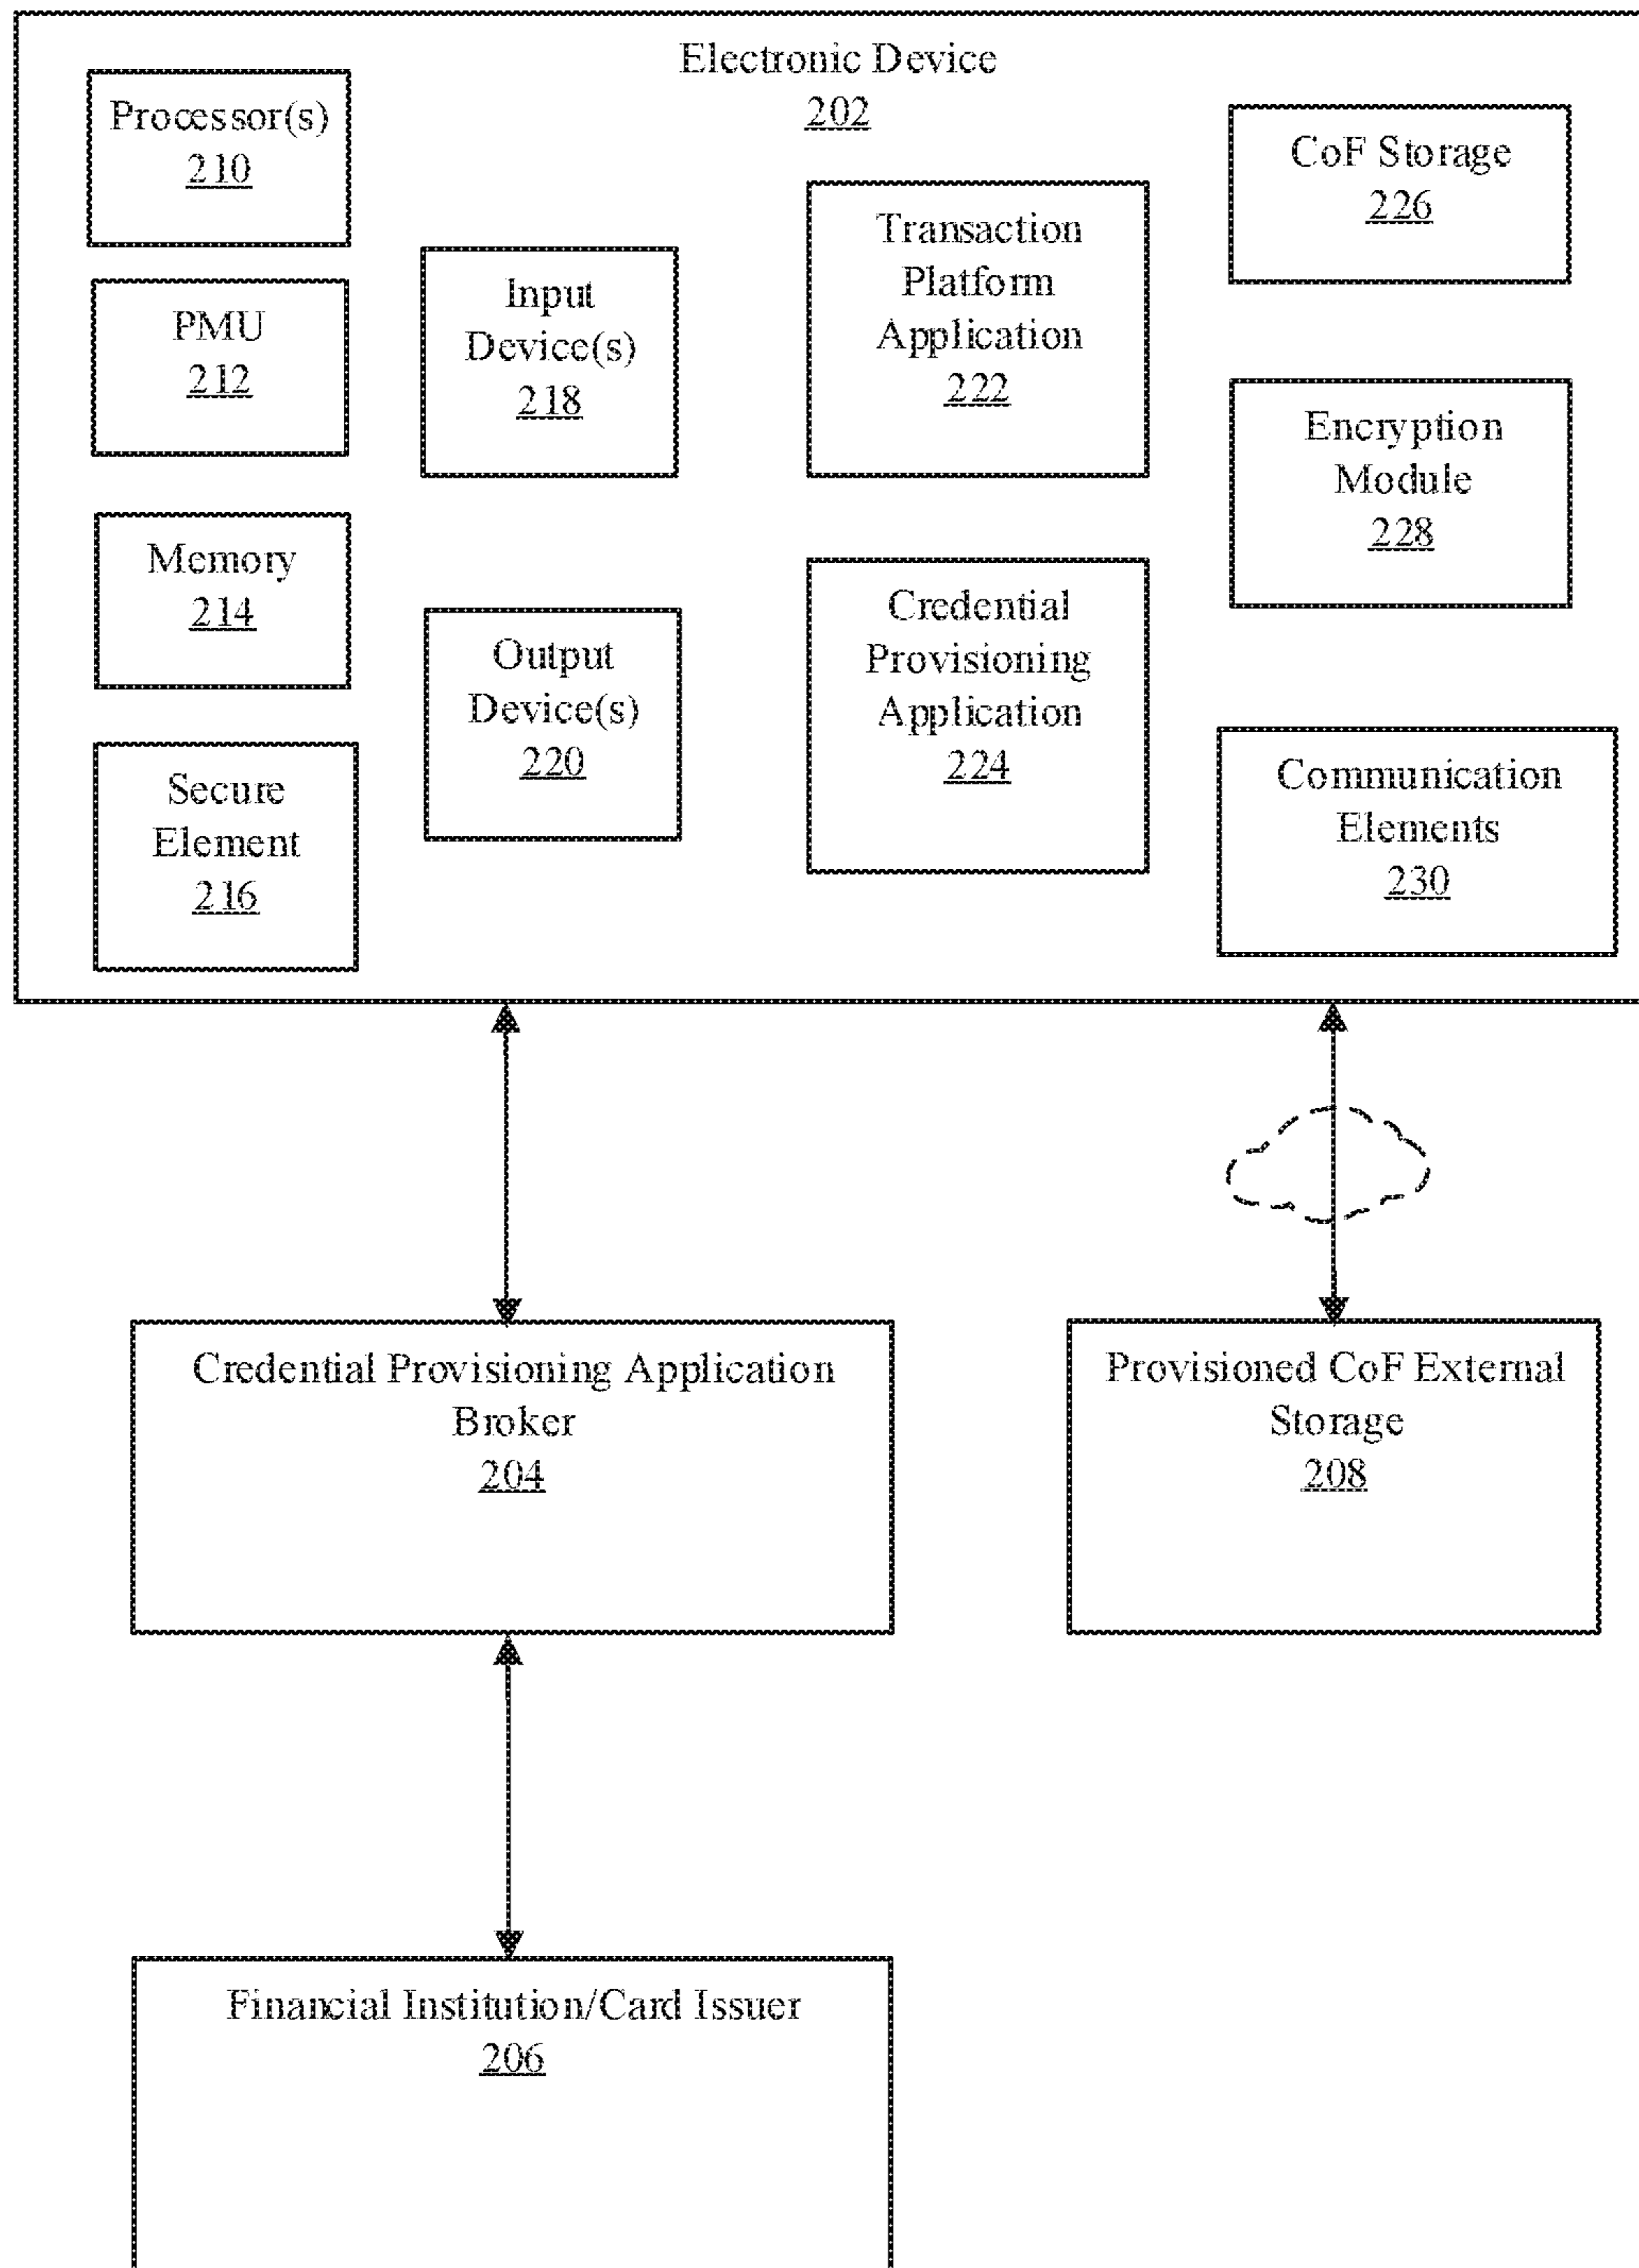 Electronic Device
202
Processor(s)
210
PMU
212
Memory
214
Secure
Element
216
Input
Device(s)
218
Output
Device(s)
220
Transaction
Platform
Application
222
Credential
Provisioning
Application
224
CoF Storage
226
Encryption
Module
228
Communication
Elements
230
Credential Provisioning Application
Broker
204
Provisioned CoF External
Storage
208
Financial Institution/Card Issuer
206